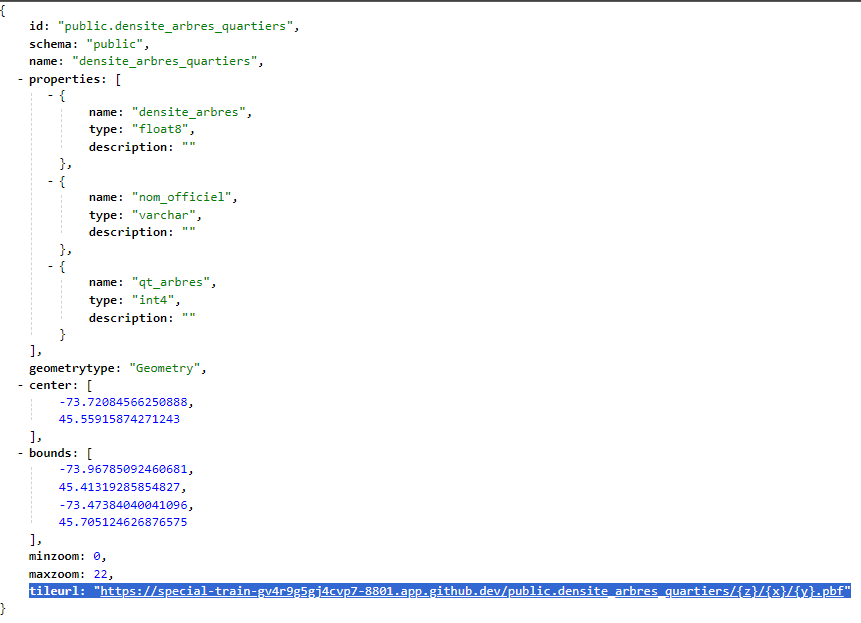 {
id: "public.densite_arbres_quartiers",
schema: "public",
name: "densite_arbres_quartiers",
- properties: [
- {
name: "densite_arbres",
type: "float8",
description: ""
},
- {
name: "nom_officiel",
type: "varchar",
description: ""
},
- {
name: "qt_arbres",
type: "int4",
description: ""
}
],
geometrytype: "Geometry",
- center: [
-73.72084566250888,
45.55915874271243
],
- bounds: [
-73.96785092460681,
45.41319285854827,
-73.47384040041096,
45.705124626876575
],
minzoom: 0,
maxzoom: 22,
tileurl: "https://special-train-gv4r9g5gj4cvp7-8801.app.github.dev/public.densite_arbres_quartiers/{z}/{x}/{y}.pbf"
}